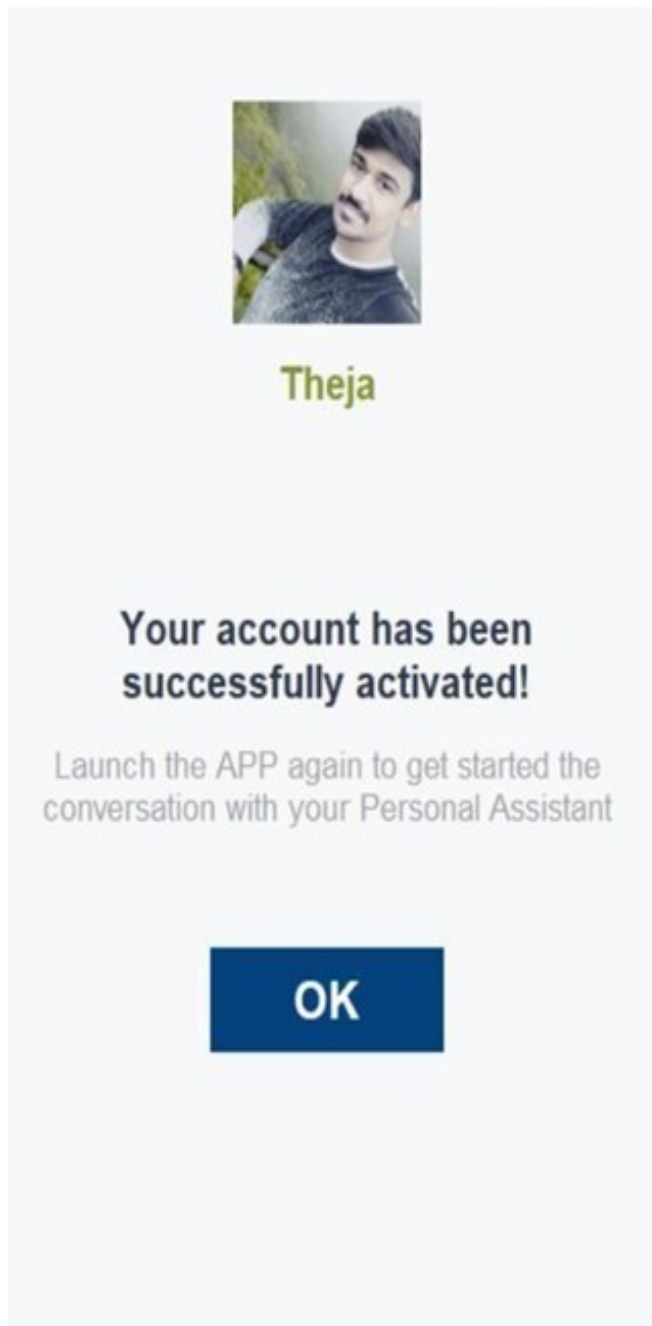 Theja
Your account has been
successfully activated!
Launch the APP again to get started the
conversation with your Personal Assistant
OK